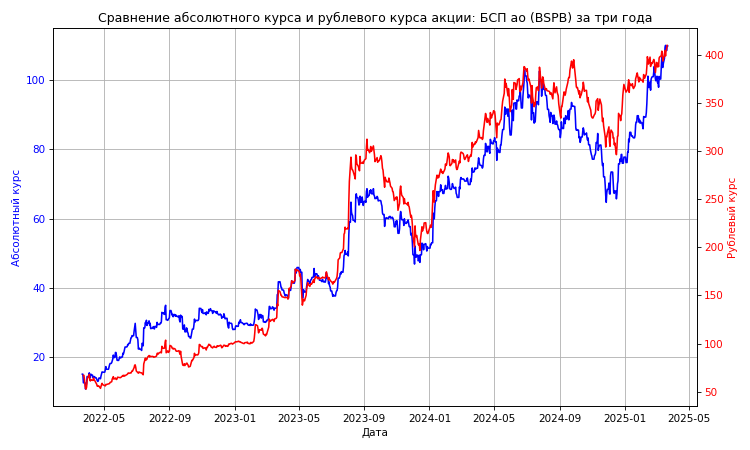 Сравнение абсолютного курса и рублевого курса акции: БСП ао (BSPB) за три года
Абсолютный курс
100
80
60
40
20
400
350
300
250
200
150
100
50
Рублевый курс
2022-05 2022-09 2023-01 2023-05 2023-09 2024-01 2024-05 2024-09 2025-01 2025-05
Дата